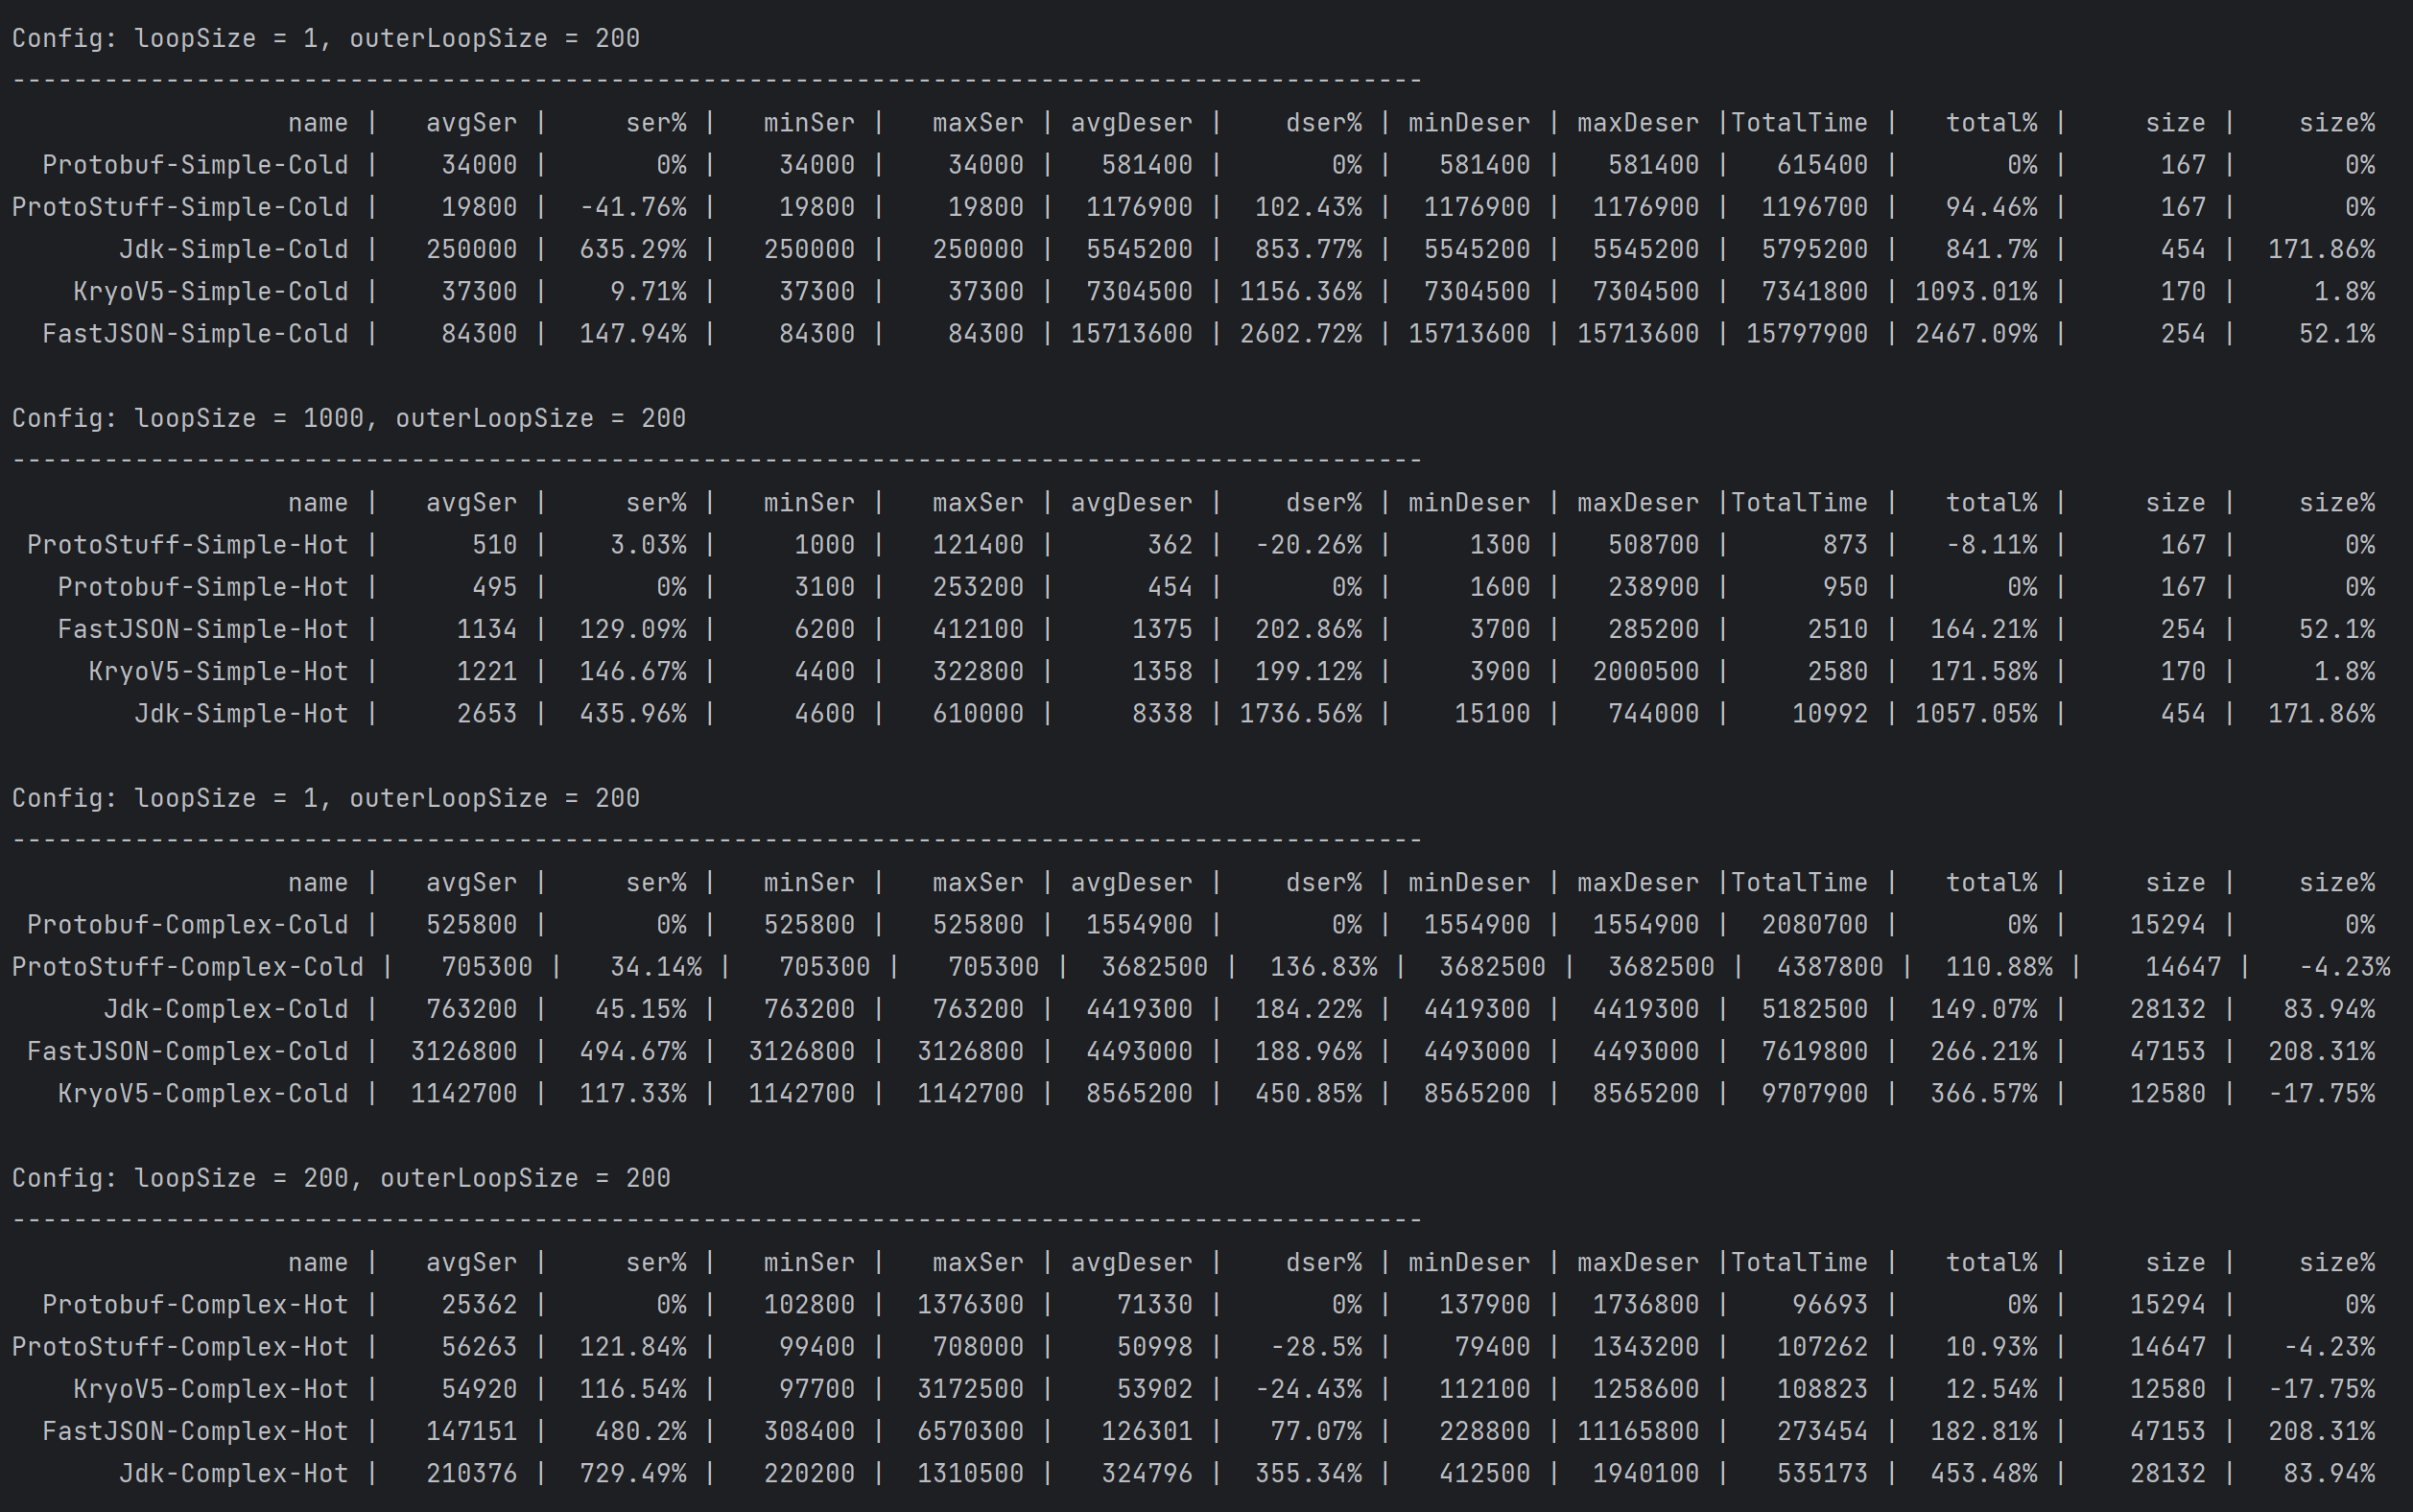 Config: loopSize = 1, outerLoopSize = 200
--------------------------------------------------------------------------------------------
                  name |   avgSer |     ser% |   minSer |   maxSer | avgDeser |    dser% | minDeser | maxDeser |TotalTime |   total% |     size |    size%
  Protobuf-Simple-Cold |    34000 |       0% |    34000 |    34000 |   581400 |       0% |   581400 |   581400 |   615400 |       0% |      167 |       0%
ProtoStuff-Simple-Cold |    19800 |  -41.76% |    19800 |    19800 |  1176900 |  102.43% |  1176900 |  1176900 |  1196700 |   94.46% |      167 |       0%
       Jdk-Simple-Cold |   250000 |  635.29% |   250000 |   250000 |  5545200 |  853.77% |  5545200 |  5545200 |  5795200 |   841.7% |      454 |  171.86%
    KryoV5-Simple-Cold |    37300 |    9.71% |    37300 |    37300 |  7304500 | 1156.36% |  7304500 |  7304500 |  7341800 | 1093.01% |      170 |     1.8%
  FastJSON-Simple-Cold |    84300 |  147.94% |    84300 |    84300 | 15713600 | 2602.72% | 15713600 | 15713600 | 15797900 | 2467.09% |      254 |    52.1%
Config: loopSize = 1000, outerLoopSize = 200
--------------------------------------------------------------------------------------------
                  name |   avgSer |     ser% |   minSer |   maxSer | avgDeser |    dser% | minDeser | maxDeser |TotalTime |   total% |     size |    size%
 ProtoStuff-Simple-Hot |      510 |    3.03% |     1000 |   121400 |      362 |  -20.26% |     1300 |   508700 |      873 |   -8.11% |      167 |       0%
   Protobuf-Simple-Hot |      495 |       0% |     3100 |   253200 |      454 |       0% |     1600 |   238900 |      950 |       0% |      167 |       0%
   FastJSON-Simple-Hot |     1134 |  129.09% |     6200 |   412100 |     1375 |  202.86% |     3700 |   285200 |     2510 |  164.21% |      254 |    52.1%
     KryoV5-Simple-Hot |     1221 |  146.67% |     4400 |   322800 |     1358 |  199.12% |     3900 |  2000500 |     2580 |  171.58% |      170 |     1.8%
        Jdk-Simple-Hot |     2653 |  435.96% |     4600 |   610000 |     8338 | 1736.56% |    15100 |   744000 |    10992 | 1057.05% |      454 |  171.86%
Config: loopSize = 1, outerLoopSize = 200
--------------------------------------------------------------------------------------------
                  name |   avgSer |     ser% |   minSer |   maxSer | avgDeser |    dser% | minDeser | maxDeser |TotalTime |   total% |     size |    size%
 Protobuf-Complex-Cold |   525800 |       0% |   525800 |   525800 |  1554900 |       0% |  1554900 |  1554900 |  2080700 |       0% |    15294 |       0%
ProtoStuff-Complex-Cold |   705300 |   34.14% |   705300 |   705300 |  3682500 |  136.83% |  3682500 |  3682500 |  4387800 |  110.88% |    14647 |   -4.23%
      Jdk-Complex-Cold |   763200 |   45.15% |   763200 |   763200 |  4419300 |  184.22% |  4419300 |  4419300 |  5182500 |  149.07% |    28132 |   83.94%
 FastJSON-Complex-Cold |  3126800 |  494.67% |  3126800 |  3126800 |  4493000 |  188.96% |  4493000 |  4493000 |  7619800 |  266.21% |    47153 |  208.31%
   KryoV5-Complex-Cold |  1142700 |  117.33% |  1142700 |  1142700 |  8565200 |  450.85% |  8565200 |  8565200 |  9707900 |  366.57% |    12580 |  -17.75%
Config: loopSize = 200, outerLoopSize = 200
--------------------------------------------------------------------------------------------
                  name |   avgSer |     ser% |   minSer |   maxSer | avgDeser |    dser% | minDeser | maxDeser |TotalTime |   total% |     size |    size%
  Protobuf-Complex-Hot |    25362 |       0% |   102800 |  1376300 |    71330 |       0% |   137900 |  1736800 |    96693 |       0% |    15294 |       0%
ProtoStuff-Complex-Hot |    56263 |  121.84% |    99400 |   708000 |    50998 |   -28.5% |    79400 |  1343200 |   107262 |   10.93% |    14647 |   -4.23%
    KryoV5-Complex-Hot |    54920 |  116.54% |    97700 |  3172500 |    53902 |  -24.43% |   112100 |  1258600 |   108823 |   12.54% |    12580 |  -17.75%
  FastJSON-Complex-Hot |   147151 |   480.2% |   308400 |  6570300 |   126301 |   77.07% |   228800 | 11165800 |   273454 |  182.81% |    47153 |  208.31%
       Jdk-Complex-Hot |   210376 |  729.49% |   220200 |  1310500 |   324796 |  355.34% |   412500 |  1940100 |   535173 |  453.48% |    28132 |   83.94%